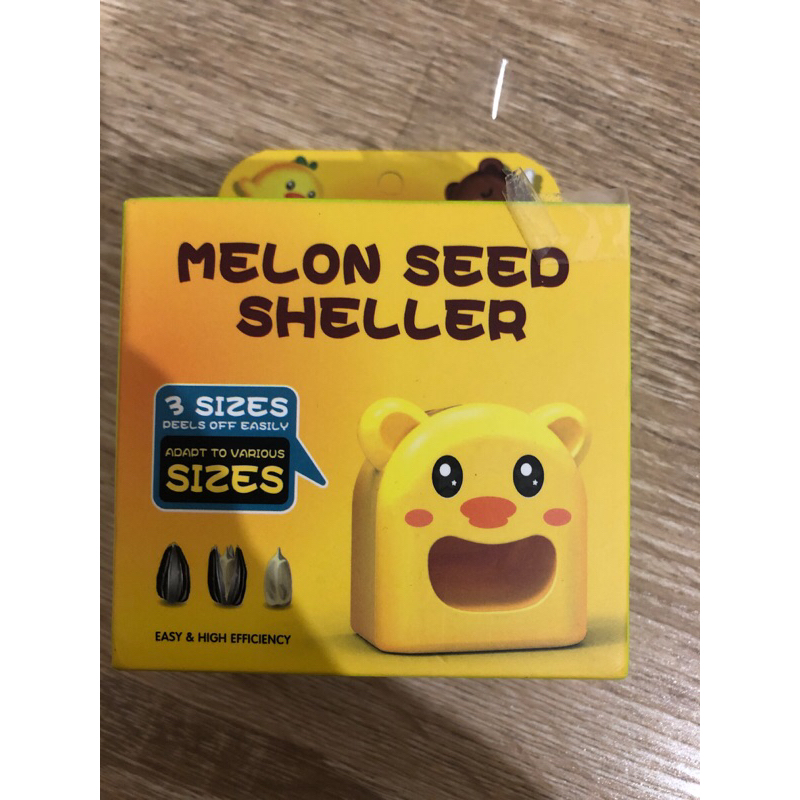 MELON SEED
SHELLER
3 SIZES
PEELS OFF EASILY
ADAPT TO VARIOUS
SIZES
EASY & HIGH EFFICIENCY